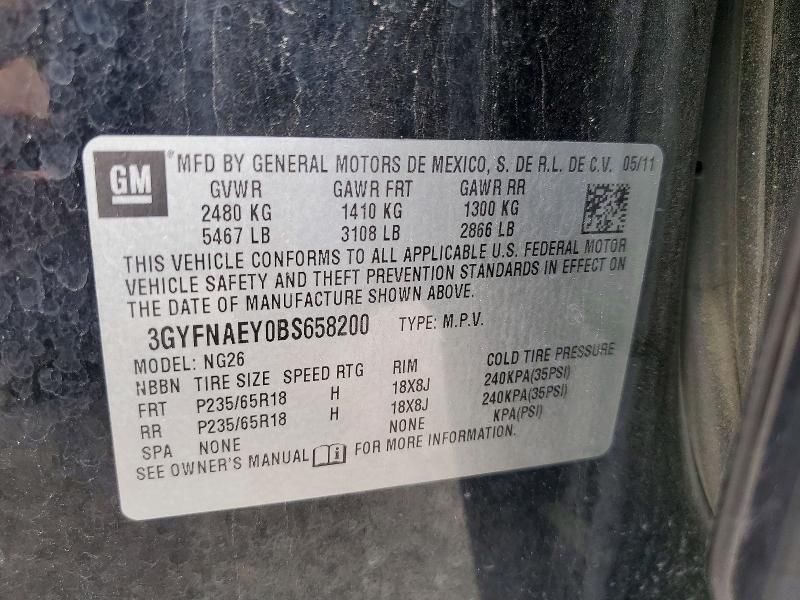 GM ® MFD BY GENERAL MOTORS DE MEXICO, S. DE R.L. DE C.V. 05/11
GVWR GAWR FRT GAWR RR
2480 KG 1410 KG 1300 KG
5467 LB 3108 LB 2866 LB
THIS VEHICLE CONFORMS TO ALL APPLICABLE U.S. FEDERAL MOTOR
VEHICLE SAFETY AND THEFT PREVENTION STANDARDS IN EFFECT ON
THE DATE OF MANUFACTURE SHOWN ABOVE.
3GYFNAEY0BS658200 TYPE: M.P.V.
MODEL: NG26
NBBN TIRE SIZE SPEED RTG RIM COLD TIRE PRESSURE
FRT P235/65R18 H 18X8J 240KPA(35PSI)
RR P235/65R18 H 18X8J 240KPA(35PSI)
SPA NONE NONE KPA(PSI)
SEE OWNER'S MANUAL i FOR MORE INFORMATION.